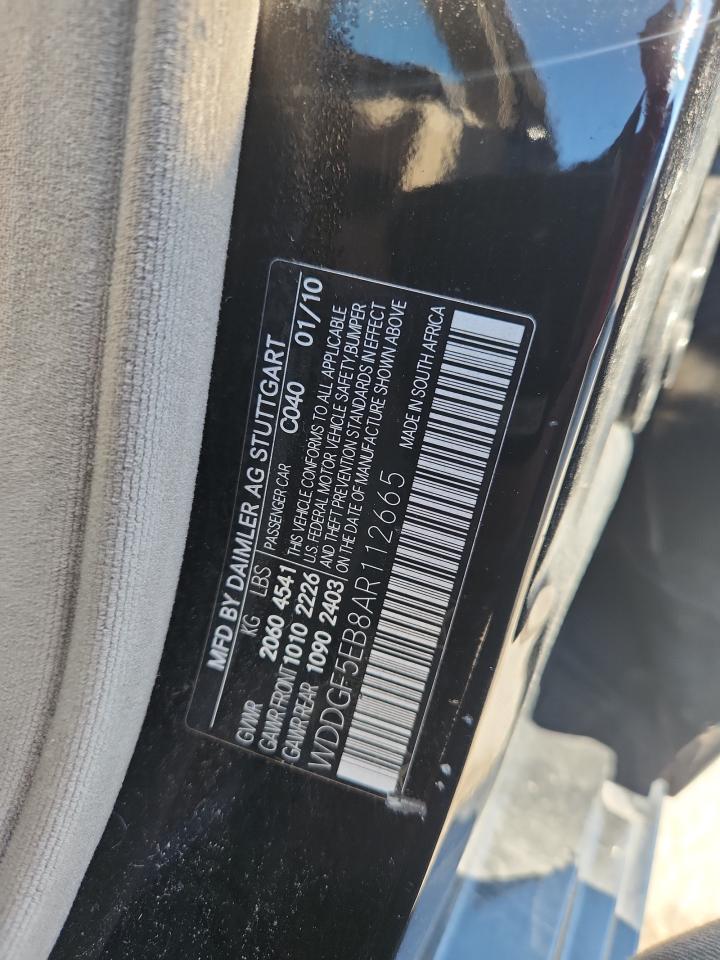 MFD BY DAIMLER AG STUTTGART
KG LBS PASSENGER CAR C040 01/10
GVWR 2060 4541 THIS VEHICLE CONFORMS TO ALL APPLICABLE
GAWR FRONT 1010 2226 U.S. FEDERAL MOTOR VEHICLE SAFETY, BUMPER
GAWR REAR 1090 2403 AND THEFT PREVENTION STANDARDS IN EFFECT
ON THE DATE OF MANUFACTURE SHOWN ABOVE
WDDGF5EB8AR112665 MADE IN SOUTH AFRICA